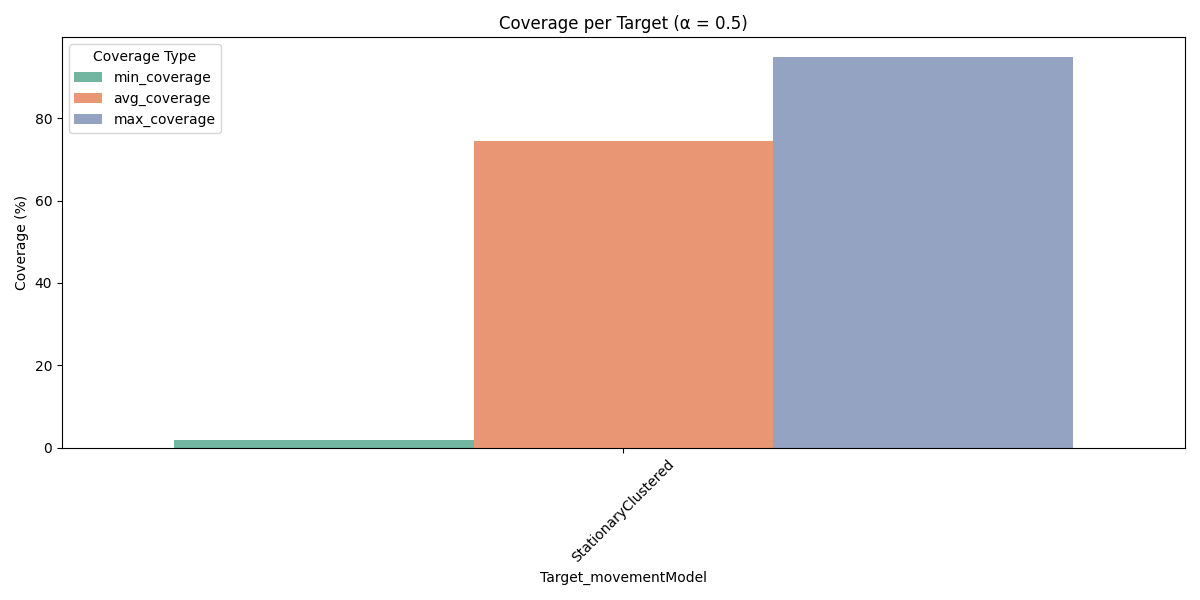 Coverage per Target (α = 0.5)
Coverage Type
min_coverage
avg_coverage
max_coverage
Coverage (%)
80
60
40
20
0
StationaryClustered
Target_movementModel